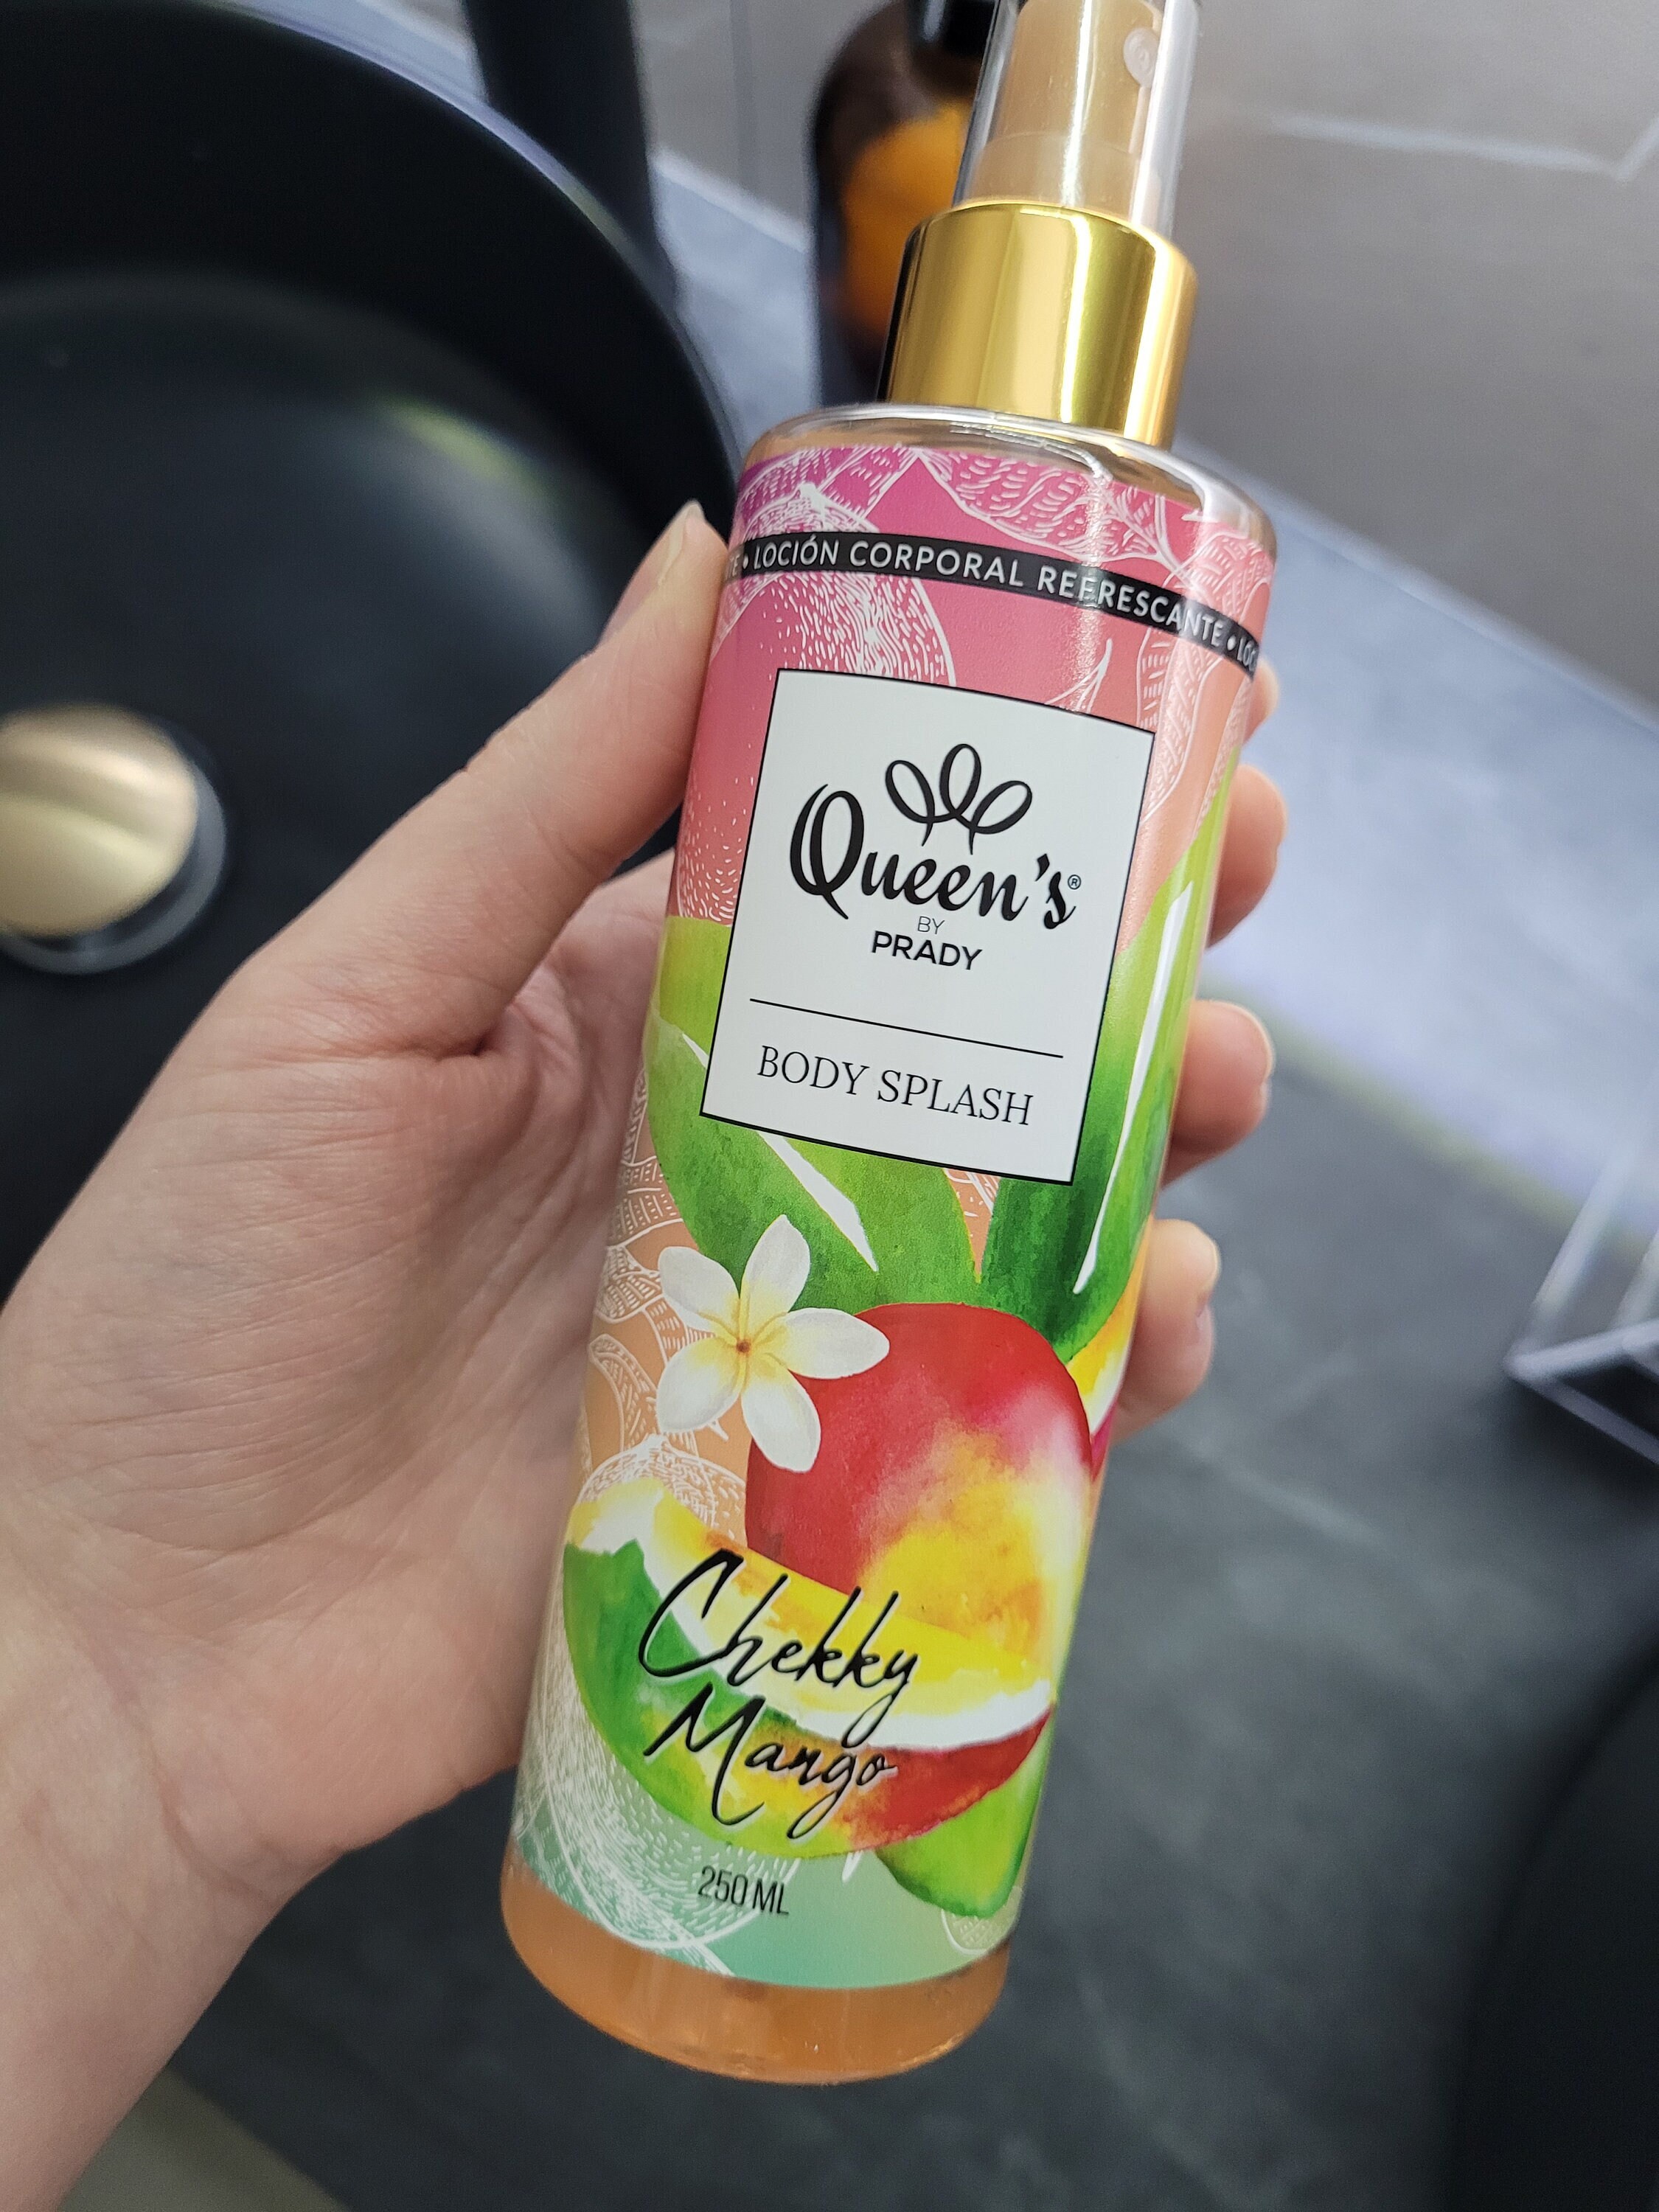 • LOCIÓN CORPORAL REFRESCANTE •
Queen's®
BY
PRADY
BODY SPLASH
Chekky
Mango
250 ML